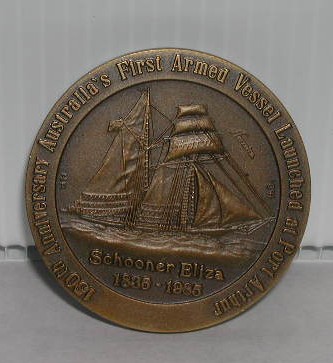 150th Anniversary Australia's First Armed Vessel Launched at Port Arthur
Schooner Eliza
1835 · 1985